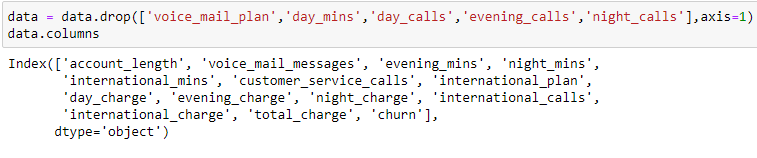 data = data.drop(['voice_mail_plan','day_mins','day_calls','evening_calls','night_calls'],axis=1)
data.columns
Index(['account_length', 'voice_mail_messages', 'evening_mins', 'night_mins',
'international_mins', 'customer_service_calls', 'international_plan',
'day_charge', 'evening_charge', 'night_charge', 'international_calls',
'international_charge', 'total_charge', 'churn'],
dtype='object')